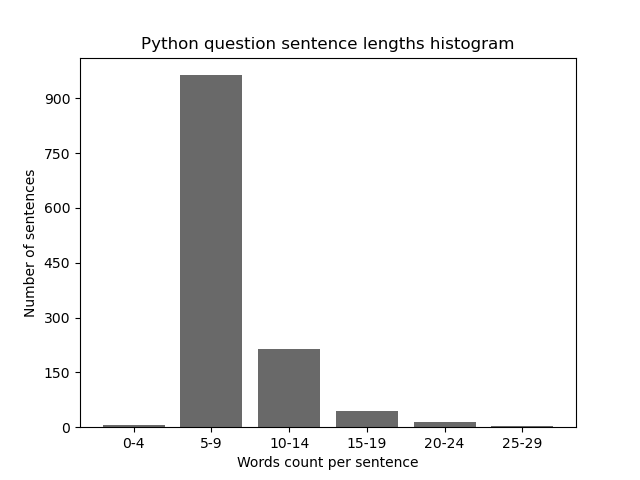 Python question sentence lengths histogram
900
750
600
450
300
150
0
Number of sentences
0-4 5-9 10-14 15-19 20-24 25-29
Words count per sentence